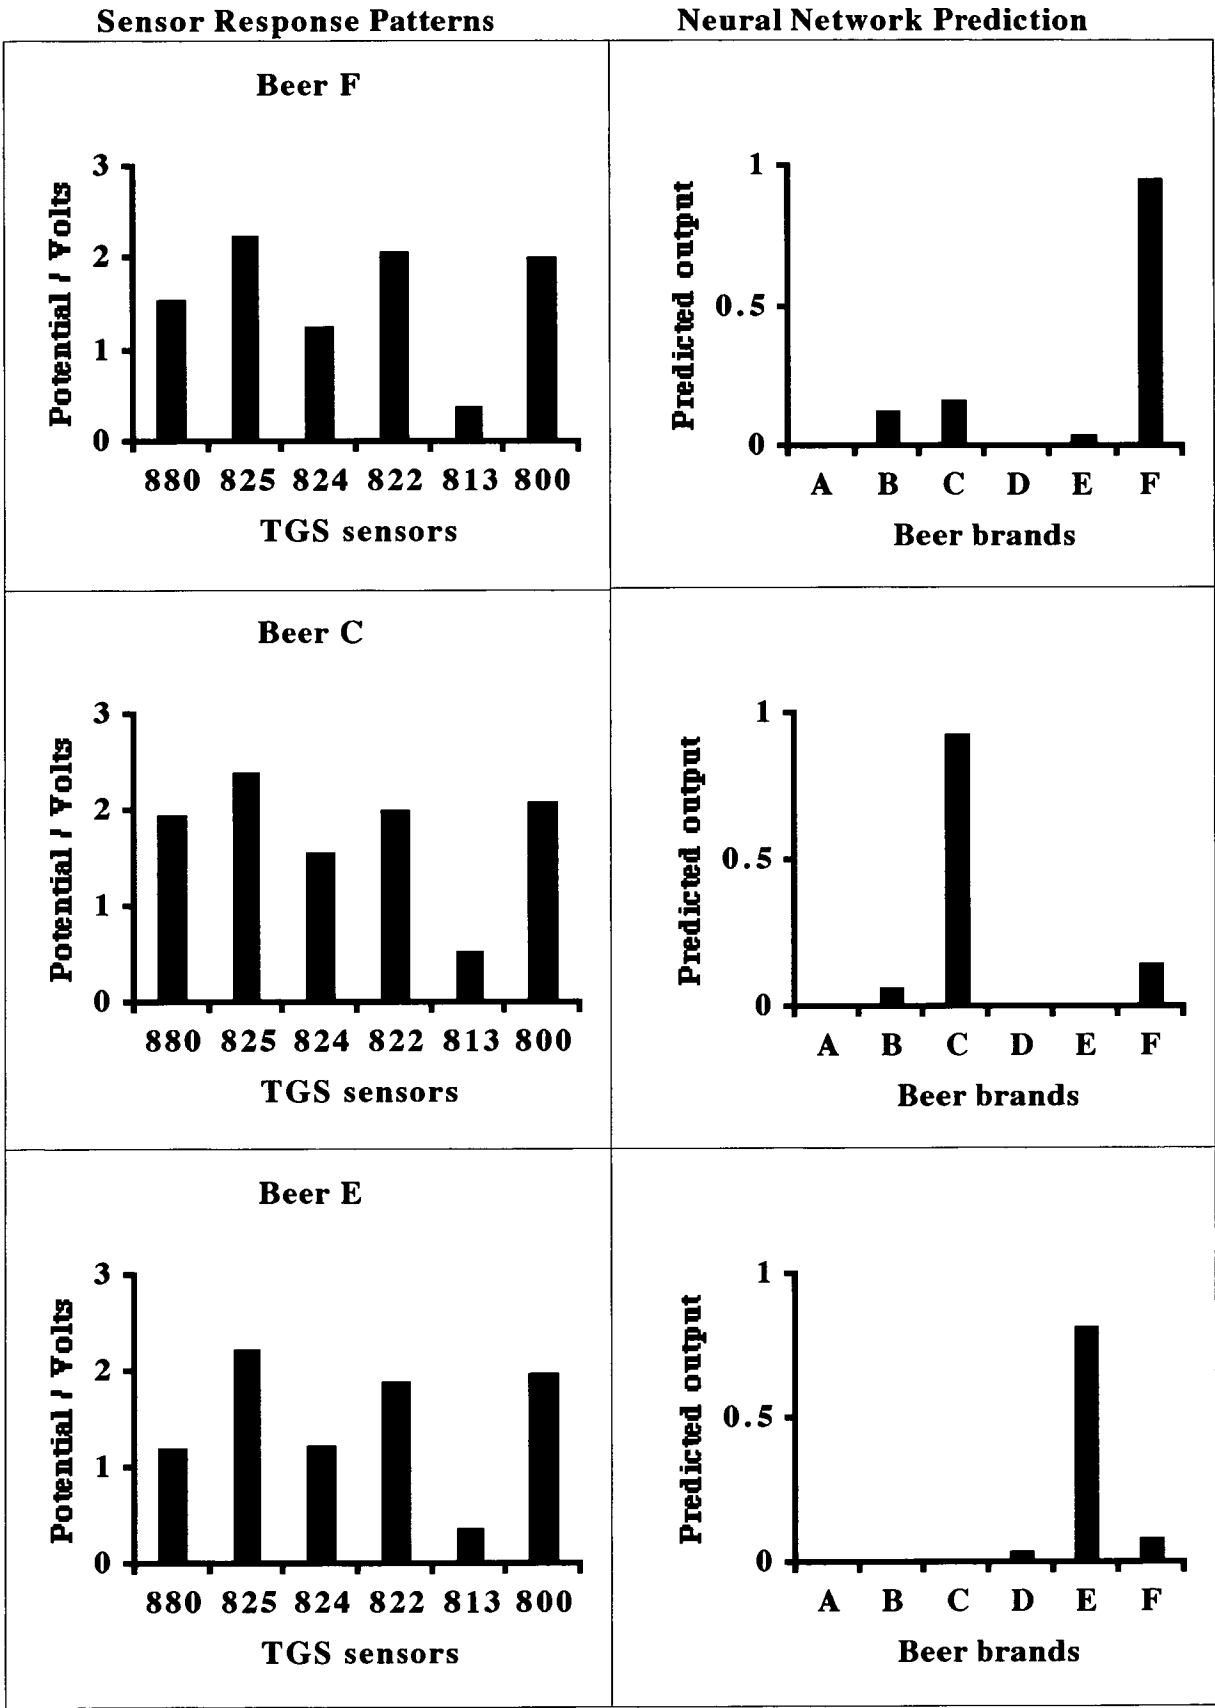 Sensor Response Patterns
Neural Network Prediction
Beer F
Potential / Volts
3
2
1
0
880 825 824 822 813 800
TGS sensors
Predicted output
1
0.5
0
A B C D E F
Beer brands
Beer C
Potential / Volts
3
2
1
0
880 825 824 822 813 800
TGS sensors
Predicted output
1
0.5
0
A B C D E F
Beer brands
Beer E
Potential / Volts
3
2
1
0
880 825 824 822 813 800
TGS sensors
Predicted output
1
0.5
0
A B C D E F
Beer brands